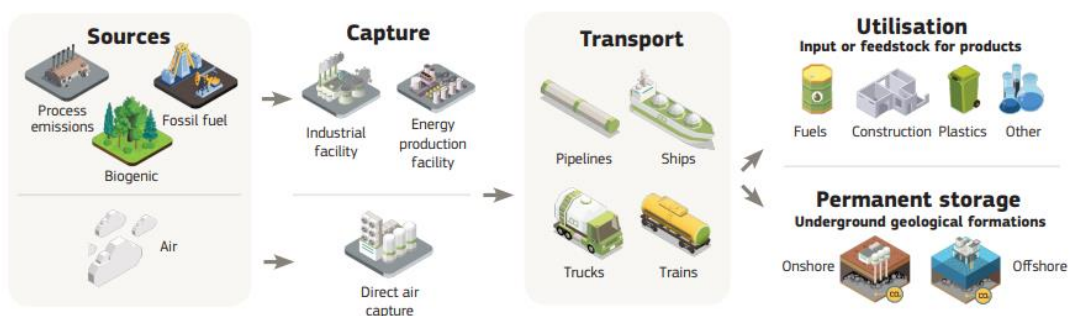 Sources
Process
emissions
Fossil fuel
Biogenic
Air
Capture
Industrial
facility
Energy
production
facility
Direct air
capture
Transport
Pipelines
Ships
Trucks
Trains
Utilisation
Input or feedstock for products
Fuels
Construction
Plastics
Other
Permanent storage
Underground geological formations
Onshore
CO₂
Offshore
CO₂